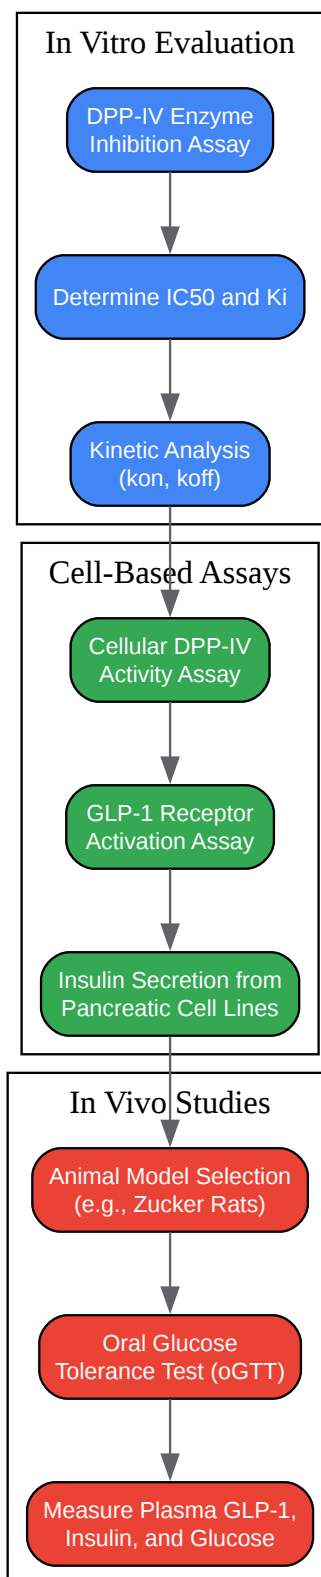 In Vitro Evaluation
DPP-IV Enzyme
Inhibition Assay
Determine IC50 and Ki
Kinetic Analysis
(kon, koff)
Cell-Based Assays
Cellular DPP-IV
Activity Assay
GLP-1 Receptor
Activation Assay
Insulin Secretion from
Pancreatic Cell Lines
In Vivo Studies
Animal Model Selection
(e.g., Zucker Rats)
Oral Glucose
Tolerance Test (oGTT)
Measure Plasma GLP-1,
Insulin, and Glucose